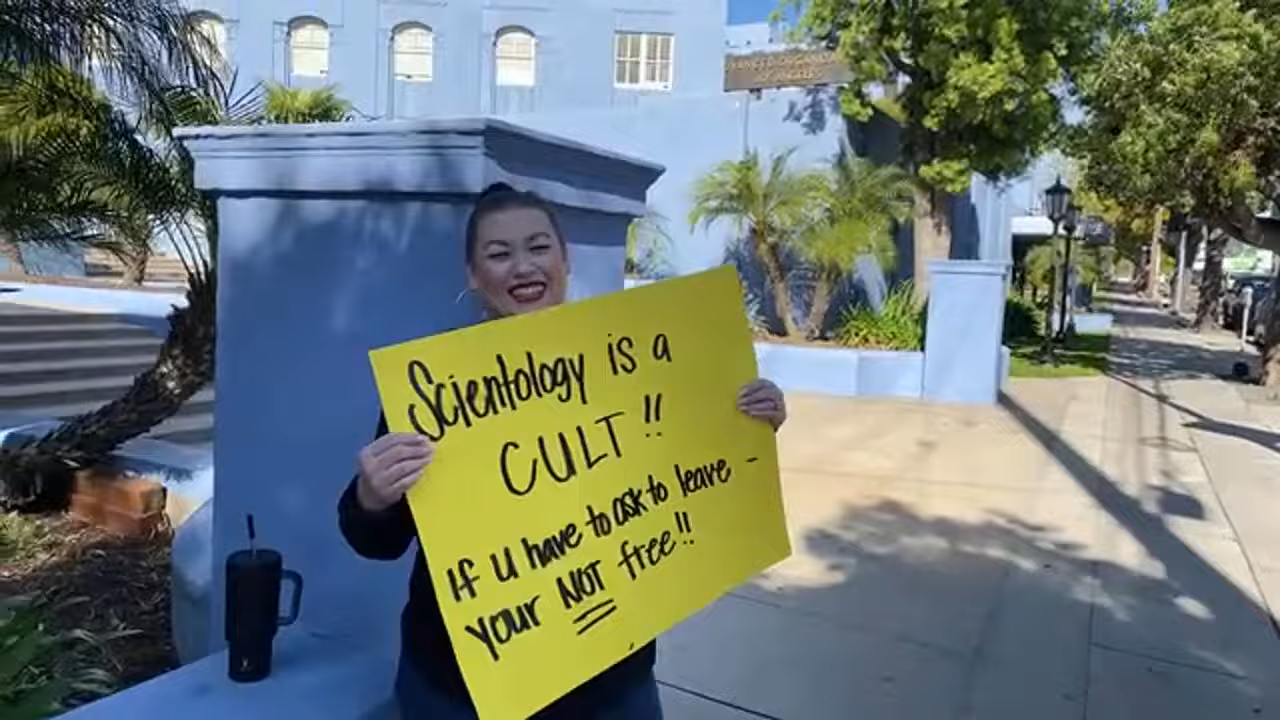 Scientology is a
CULT!!
If u have to ask to leave -
your NOT free!!